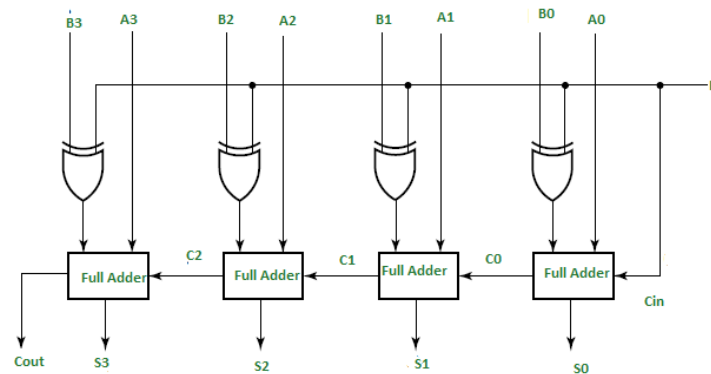 B3 A3 B2 A2 B1 A1 B0 A0
C2 C1 C0
Full Adder Full Adder Full Adder Full Adder
Cin
Cout S3 S2 S1 S0